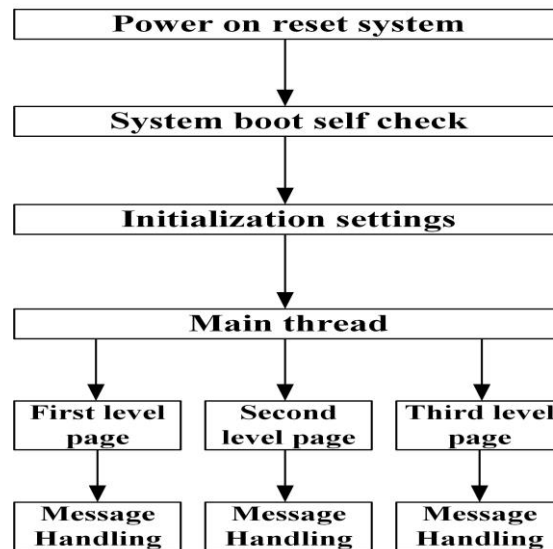 Power on reset system
System boot self check
Initialization settings
Main thread
First level
page
Second
level page
Third level
page
Message
Handling
Message
Handling
Message
Handling